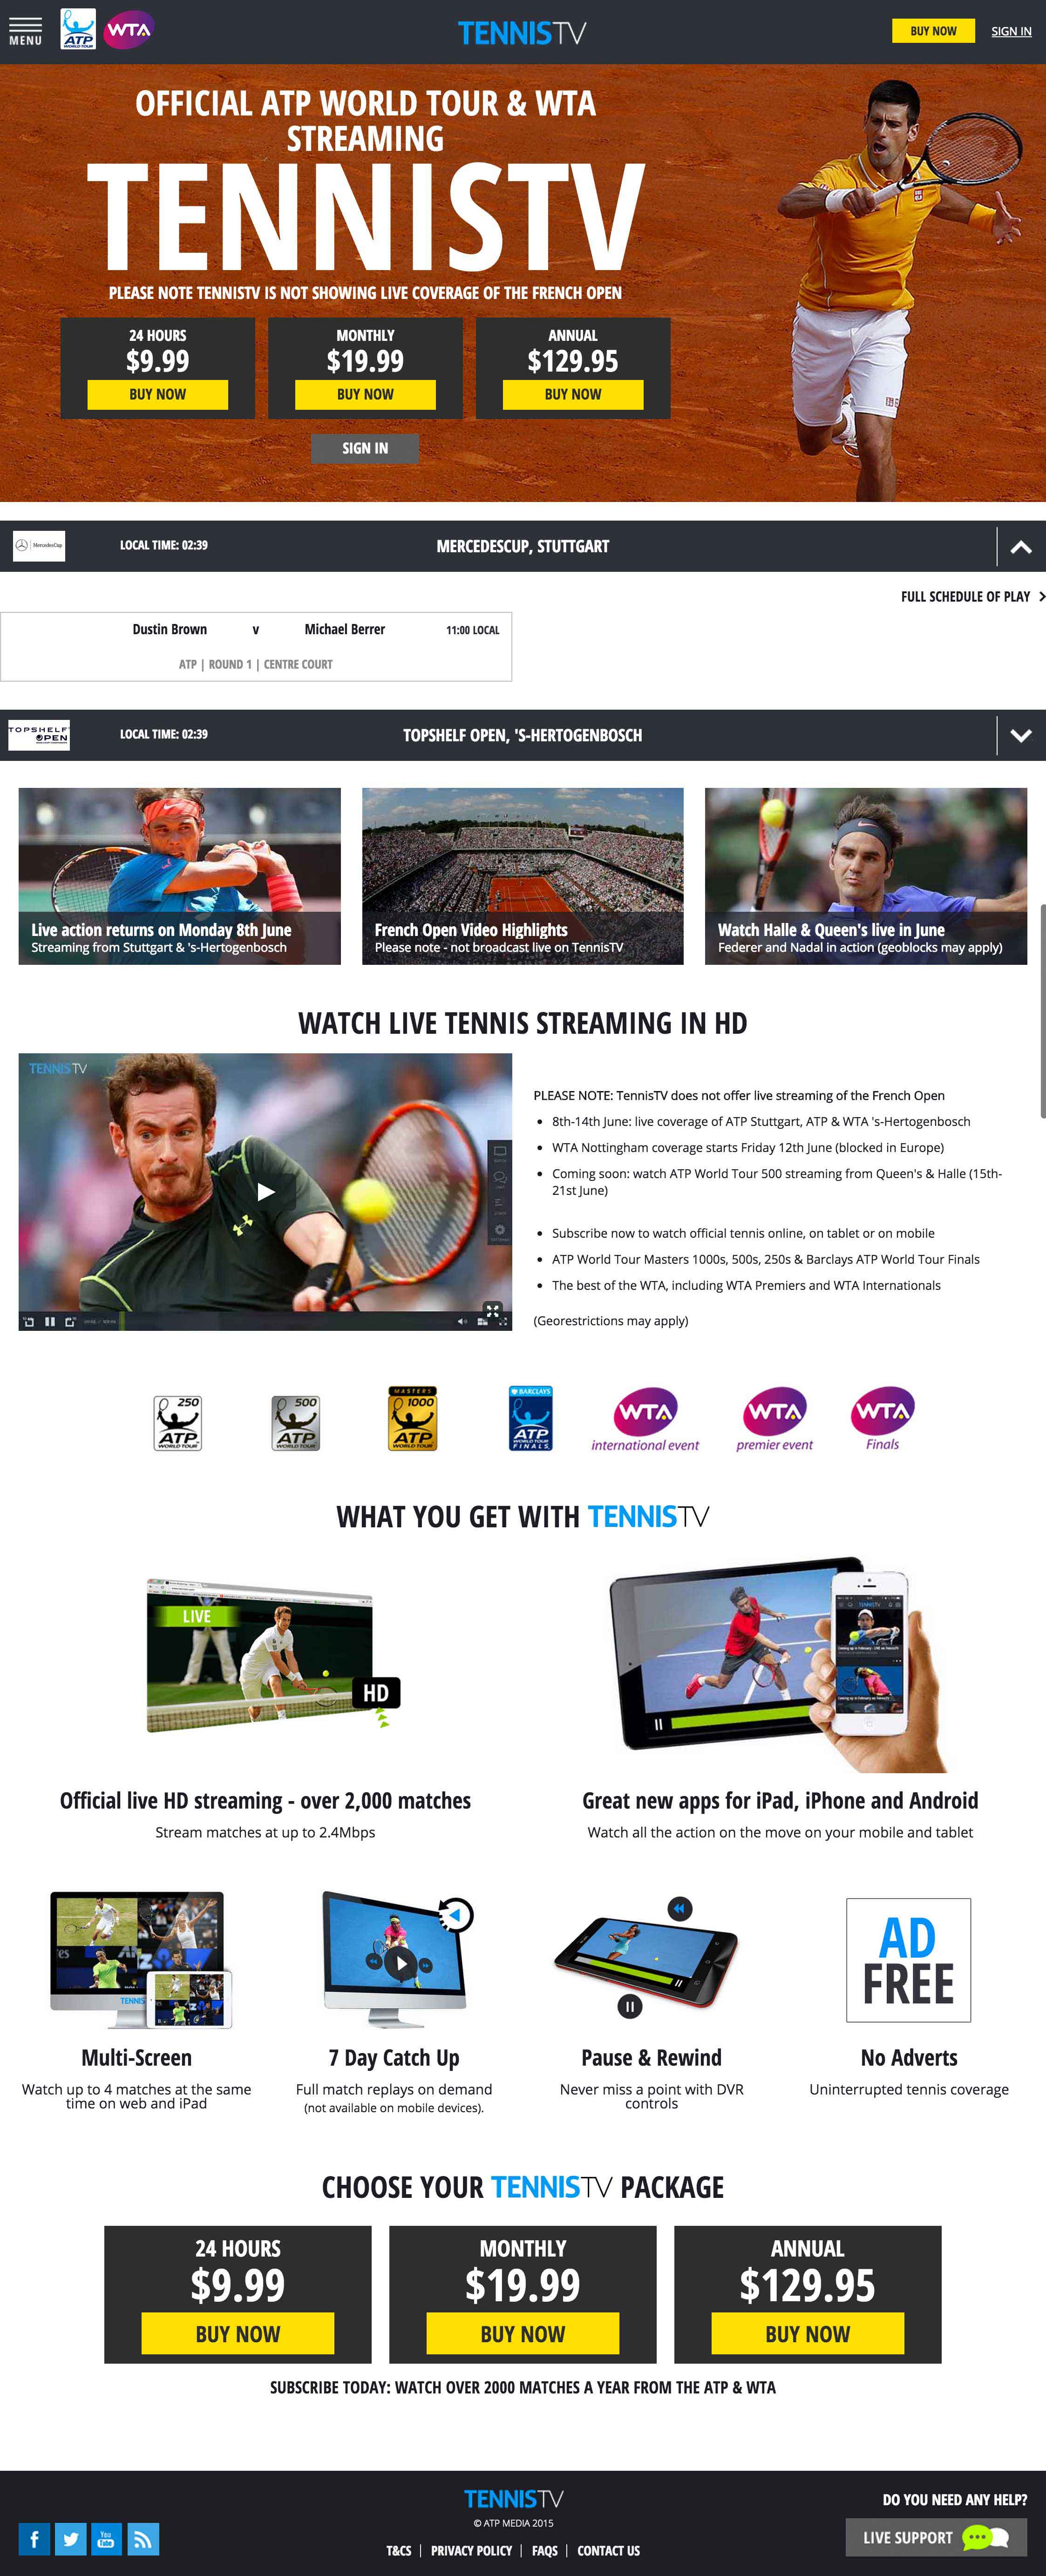 MENU
ATP
WORLD TOUR
WTA
TENNISTV
BUY NOW
SIGN IN
OFFICIAL ATP WORLD TOUR & WTA
STREAMING
TENNISTV
PLEASE NOTE TENNISTV IS NOT SHOWING LIVE COVERAGE OF THE FRENCH OPEN
24 HOURS
$9.99
BUY NOW
MONTHLY
$19.99
BUY NOW
ANNUAL
$129.95
BUY NOW
SIGN IN
MercedesCup
LOCAL TIME: 02:39
MERCEDESCUP, STUTTGART
FULL SCHEDULE OF PLAY
Dustin Brown v Michael Berrer 11:00 LOCAL
ATP | ROUND 1 | CENTRE COURT
TOPSHELF
OPEN
LOCAL TIME: 02:39
TOPSHELF OPEN, 'S-HERTOGENBOSCH
Live action returns on Monday 8th June
Streaming from Stuttgart & 's-Hertogenbosch
French Open Video Highlights
Please note - not broadcast live on TennisTV
Watch Halle & Queen's live in June
Federer and Nadal in action (geoblocks may apply)
WATCH LIVE TENNIS STREAMING IN HD
TENNISTV
PLEASE NOTE: TennisTV does not offer live streaming of the French Open
8th-14th June: live coverage of ATP Stuttgart, ATP & WTA 's-Hertogenbosch
WTA Nottingham coverage starts Friday 12th June (blocked in Europe)
Coming soon: watch ATP World Tour 500 streaming from Queen's & Halle (15th-
21st June)
Subscribe now to watch official tennis online, on tablet or on mobile
ATP World Tour Masters 1000s, 500s, 250s & Barclays ATP World Tour Finals
The best of the WTA, including WTA Premiers and WTA Internationals
(Georestrictions may apply)
250
ATP
WORLD TOUR
500
ATP
WORLD TOUR
MASTERS
1000
ATP
WORLD TOUR
BARCLAYS
ATP
WORLD TOUR
FINALS
WTA
international event
WTA
premier event
WTA
Finals
WHAT YOU GET WITH TENNISTV
LIVE
HD
TENNISTV
Official live HD streaming - over 2,000 matches
Stream matches at up to 2.4Mbps
Great new apps for iPad, iPhone and Android
Watch all the action on the move on your mobile and tablet
TENNIS
AD
FREE
Multi-Screen
Watch up to 4 matches at the same
time on web and iPad
7 Day Catch Up
Full match replays on demand
(not available on mobile devices).
Pause & Rewind
Never miss a point with DVR
controls
No Adverts
Uninterrupted tennis coverage
CHOOSE YOUR TENNISTV PACKAGE
24 HOURS
$9.99
BUY NOW
MONTHLY
$19.99
BUY NOW
ANNUAL
$129.95
BUY NOW
SUBSCRIBE TODAY: WATCH OVER 2000 MATCHES A YEAR FROM THE ATP & WTA
TENNISTV
© ATP MEDIA 2015
T&CS | PRIVACY POLICY | FAQS | CONTACT US
f
You
Tube
DO YOU NEED ANY HELP?
LIVE SUPPORT